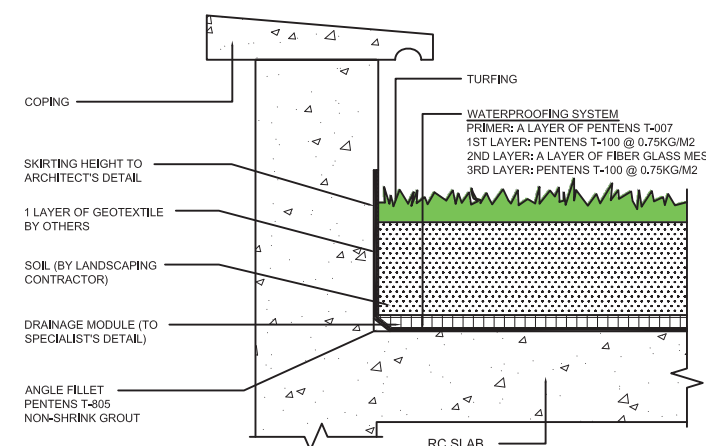 COPING
SKIRTING HEIGHT TO
ARCHITECT'S DETAIL
1 LAYER OF GEOTEXTILE
BY OTHERS
SOIL (BY LANDSCAPING
CONTRACTOR)
DRAINAGE MODULE (TO
SPECIALIST'S DETAIL)
ANGLE FILLET
PENTENS T-805
NON-SHRINK GROUT
TURFING
WATERPROOFING SYSTEM
PRIMER: A LAYER OF PENTENS T-007
1ST LAYER: PENTENS T-100 @ 0.75KG/M2
2ND LAYER: A LAYER OF FIBER GLASS MES
3RD LAYER: PENTENS T-100 @ 0.75KG/M2
RC SLAB